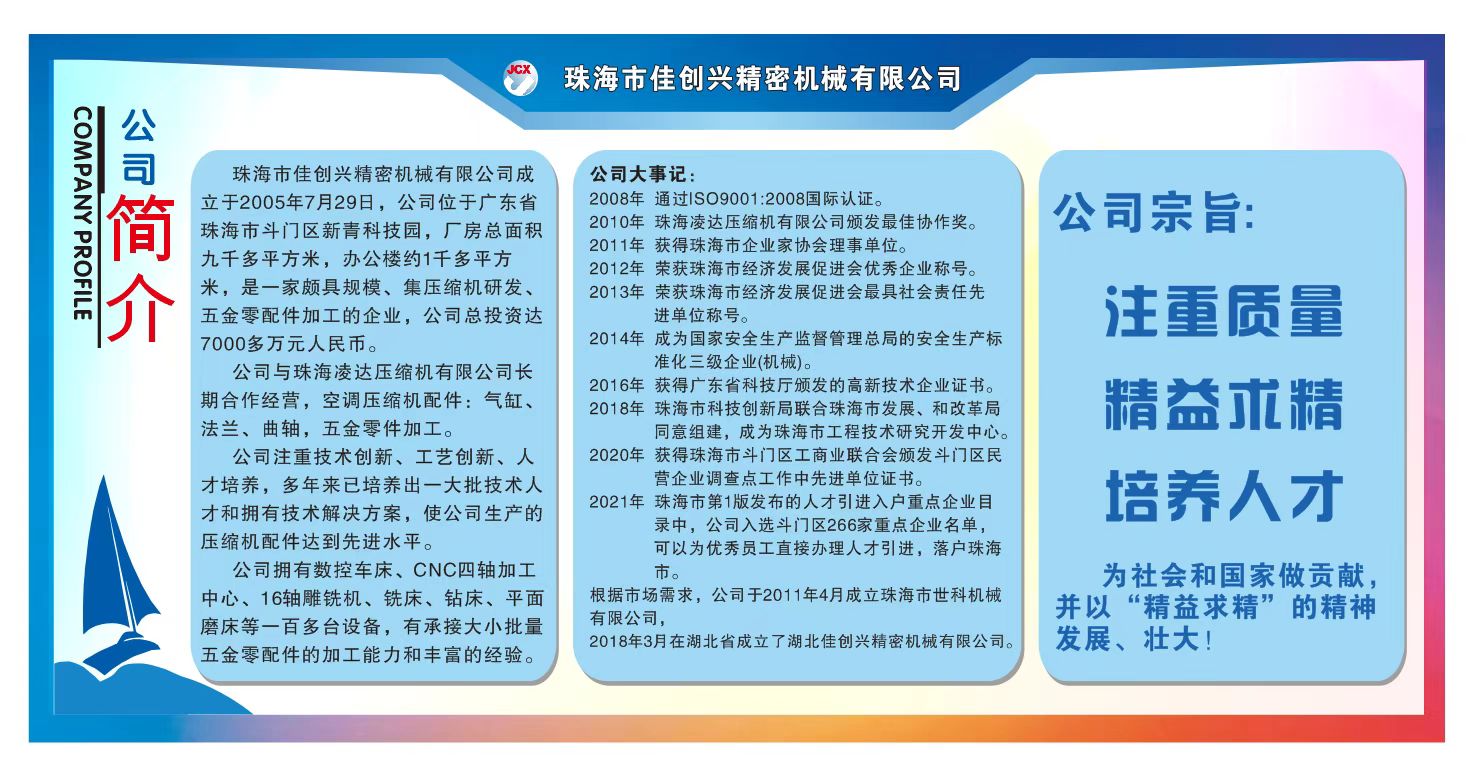 JCX
珠海市佳创兴精密机械有限公司
公司
简介
COMPANY PROFILE
珠海市佳创兴精密机械有限公司成
立于2005年7月29日，公司位于广东省
珠海市斗门区新青科技园，厂房总面积
九千多平方米，办公楼约1千多平方
米，是一家颇具规模、集压缩机研发、
五金零配件加工的企业，公司总投资达
7000多万元人民币。
公司与珠海凌达压缩机有限公司长
期合作经营，空调压缩机配件：气缸、
法兰、曲轴，五金零件加工。
公司注重技术创新、工艺创新、人
才培养，多年来已培养出一大批技术人
才和拥有技术解决方案，使公司生产的
压缩机配件达到先进水平。
公司拥有数控车床、CNC四轴加工
中心、16轴雕铣机、铣床、钻床、平面
磨床等一百多台设备，有承接大小批量
五金零配件的加工能力和丰富的经验。
公司大事记：
2008年 通过ISO9001:2008国际认证。
2010年 珠海凌达压缩机有限公司颁发最佳协作奖。
2011年 获得珠海市企业家协会理事单位。
2012年 荣获珠海市经济发展促进会优秀企业称号。
2013年 荣获珠海市经济发展促进会最具社会责任先
进单位称号。
2014年 成为国家安全生产监督管理总局的安全生产标
准化三级企业(机械)。
2016年 获得广东省科技厅颁发的高新技术企业证书。
2018年 珠海市科技创新局联合珠海市发展、和改革局
同意组建，成为珠海市工程技术研究开发中心。
2020年 获得珠海市斗门区工商业联合会颁发斗门区民
营企业调查点工作中先进单位证书。
2021年 珠海市第1版发布的人才引进入户重点企业目
录中，公司入选斗门区266家重点企业名单，
可以为优秀员工直接办理人才引进，落户珠海
市。
根据市场需求，公司于2011年4月成立珠海市世科机械
有限公司，
2018年3月在湖北省成立了湖北佳创兴精密机械有限公司。
公司宗旨:
注重质量
精益求精
培养人才
为社会和国家做贡献，
并以“精益求精”的精神
发展、壮大！